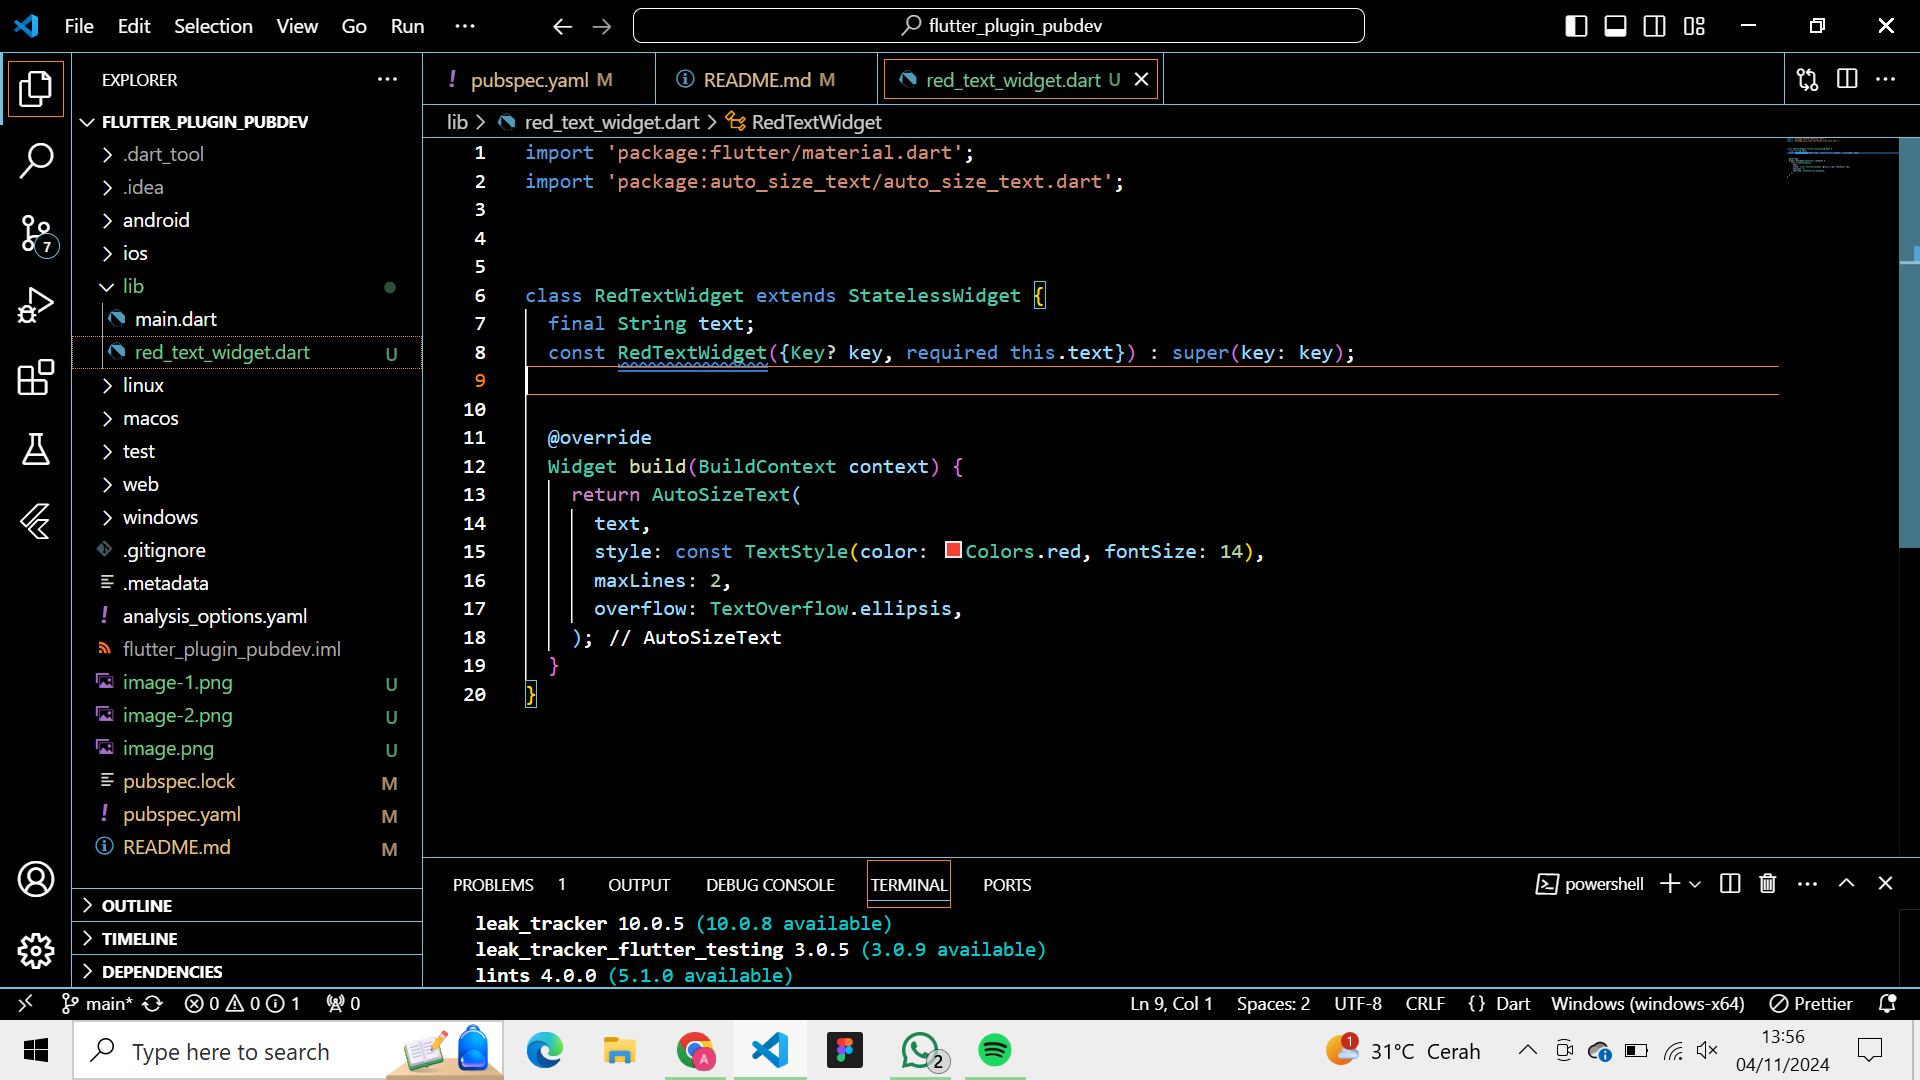 File Edit Selection View Go Run ···
flutter_plugin_pubdev
EXPLORER
FLUTTER_PLUGIN_PUBDEV
.dart_tool
.idea
android
ios
lib
main.dart
red_text_widget.dart U
linux
macos
test
web
windows
.gitignore
.metadata
analysis_options.yaml
flutter_plugin_pubdev.iml
image-1.png U
image-2.png U
image.png U
pubspec.lock M
pubspec.yaml M
README.md M
OUTLINE
TIMELINE
DEPENDENCIES
7
pubspec.yaml M
README.md M
red_text_widget.dart U
lib > red_text_widget.dart > RedTextWidget
1 import 'package:flutter/material.dart';
2 import 'package:auto_size_text/auto_size_text.dart';
3
4
5
6 class RedTextWidget extends StatelessWidget {
7 final String text;
8 const RedTextWidget({Key? key, required this.text}) : super(key: key);
9
10
11 @override
12 Widget build(BuildContext context) {
13 return AutoSizeText(
14 text,
15 style: const TextStyle(color: Colors.red, fontSize: 14),
16 maxLines: 2,
17 overflow: TextOverflow.ellipsis,
18 ); // AutoSizeText
19 }
20 }
PROBLEMS 1 OUTPUT DEBUG CONSOLE TERMINAL PORTS
powershell
leak_tracker 10.0.5 (10.0.8 available)
leak_tracker_flutter_testing 3.0.5 (3.0.9 available)
lints 4.0.0 (5.1.0 available)
main* 0 0 1 0
Ln 9, Col 1 Spaces: 2 UTF-8 CRLF {} Dart Windows (windows-x64) Prettier
Type here to search
A
2
1
31°C Cerah
13:56
04/11/2024